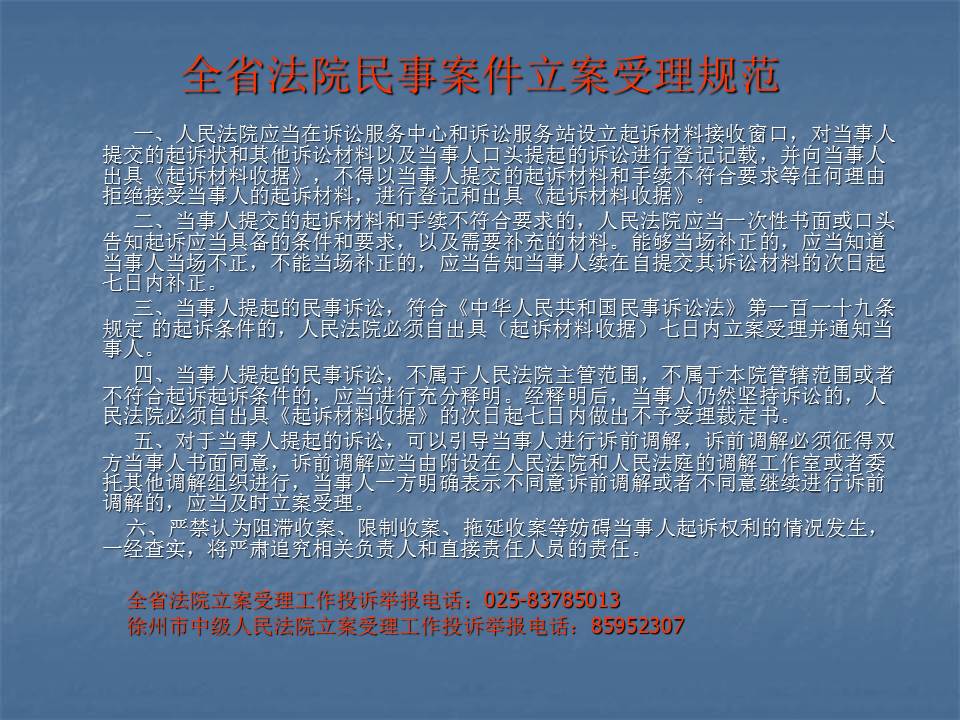 全省法院民事案件立案受理规范
一、人民法院应当在诉讼服务中心和诉讼服务站设立起诉材料接收窗口，对当事人
提交的起诉状和其他诉讼材料以及当事人口头提起的诉讼进行登记记载，并向当事人
出具《起诉材料收据》，不得以当事人提交的起诉材料和手续不符合要求等任何理由
拒绝接受当事人的起诉材料，进行登记和出具《起诉材料收据》。
二、当事人提交的起诉材料和手续不符合要求的，人民法院应当一次性书面或口头
告知起诉应当具备的条件和要求，以及需要补充的材料。能够当场补正的，应当知道
当事人当场不正，不能当场补正的，应当告知当事人续在自提交其诉讼材料的次日起
七日内补正。
三、当事人提起的民事诉讼，符合《中华人民共和国民事诉讼法》第一百一十九条
规定 的起诉条件的，人民法院必须自出具（起诉材料收据）七日内立案受理并通知当
事人。
四、当事人提起的民事诉讼，不属于人民法院主管范围，不属于本院管辖范围或者
不符合起诉起诉条件的，应当进行充分释明。经释明后，当事人仍然坚持诉讼的，人
民法院必须自出具《起诉材料收据》的次日起七日内做出不予受理裁定书。
五、对于当事人提起的诉讼，可以引导当事人进行诉前调解，诉前调解必须征得双
方当事人书面同意，诉前调解应当由附设在人民法院和人民法庭的调解工作室或者委
托其他调解组织进行，当事人一方明确表示不同意诉前调解或者不同意继续进行诉前
调解的，应当及时立案受理。
六、严禁认为阻滞收案、限制收案、拖延收案等妨碍当事人起诉权利的情况发生，
一经查实，将严肃追究相关负责人和直接责任人员的责任。
全省法院立案受理工作投诉举报电话：025-83785013
徐州市中级人民法院立案受理工作投诉举报电话：85952307